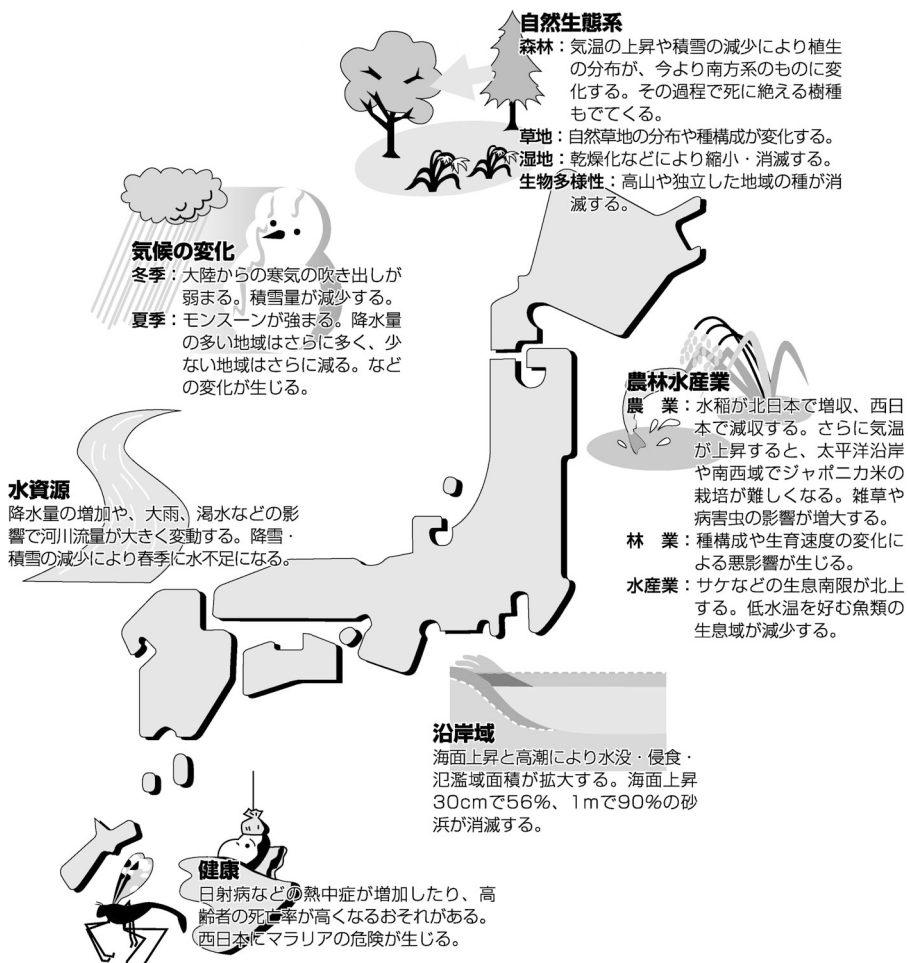 自然生態系
森林：気温の上昇や積雪の減少により植生
の分布が、今より南方系のものに変
化する。その過程で死に絶える樹種
もでてくる。
草地：自然草地の分布や種構成が変化する。
湿地：乾燥化などにより縮小・消滅する。
生物多様性：高山や独立した地域の種が消
滅する。
気候の変化
冬季：大陸からの寒気の吹き出しが
弱まる。積雪量が減少する。
夏季：モンスーンが強まる。降水量
の多い地域はさらに多く、少
ない地域はさらに減る。など
の変化が生じる。
農林水産業
農　業：水稲が北日本で増収、西日
本で減収する。さらに気温
が上昇すると、太平洋沿岸
や南西域でジャポニカ米の
栽培が難しくなる。雑草や
病害虫の影響が増大する。
林　業：種構成や生育速度の変化に
よる悪影響が生じる。
水産業：サケなどの生息南限が北上
する。低水温を好む魚類の
生息域が減少する。
水資源
降水量の増加や、大雨、渇水などの影
響で河川流量が大きく変動する。降雪・
積雪の減少により春季に水不足になる。
沿岸域
海面上昇と高潮により水没・侵食・
氾濫域面積が拡大する。海面上昇
30cmで56%、1mで90%の砂
浜が消滅する。
健康
日射病などの熱中症が増加したり、高
齢者の死亡率が高くなるおそれがある。
西日本にマラリアの危険が生じる。